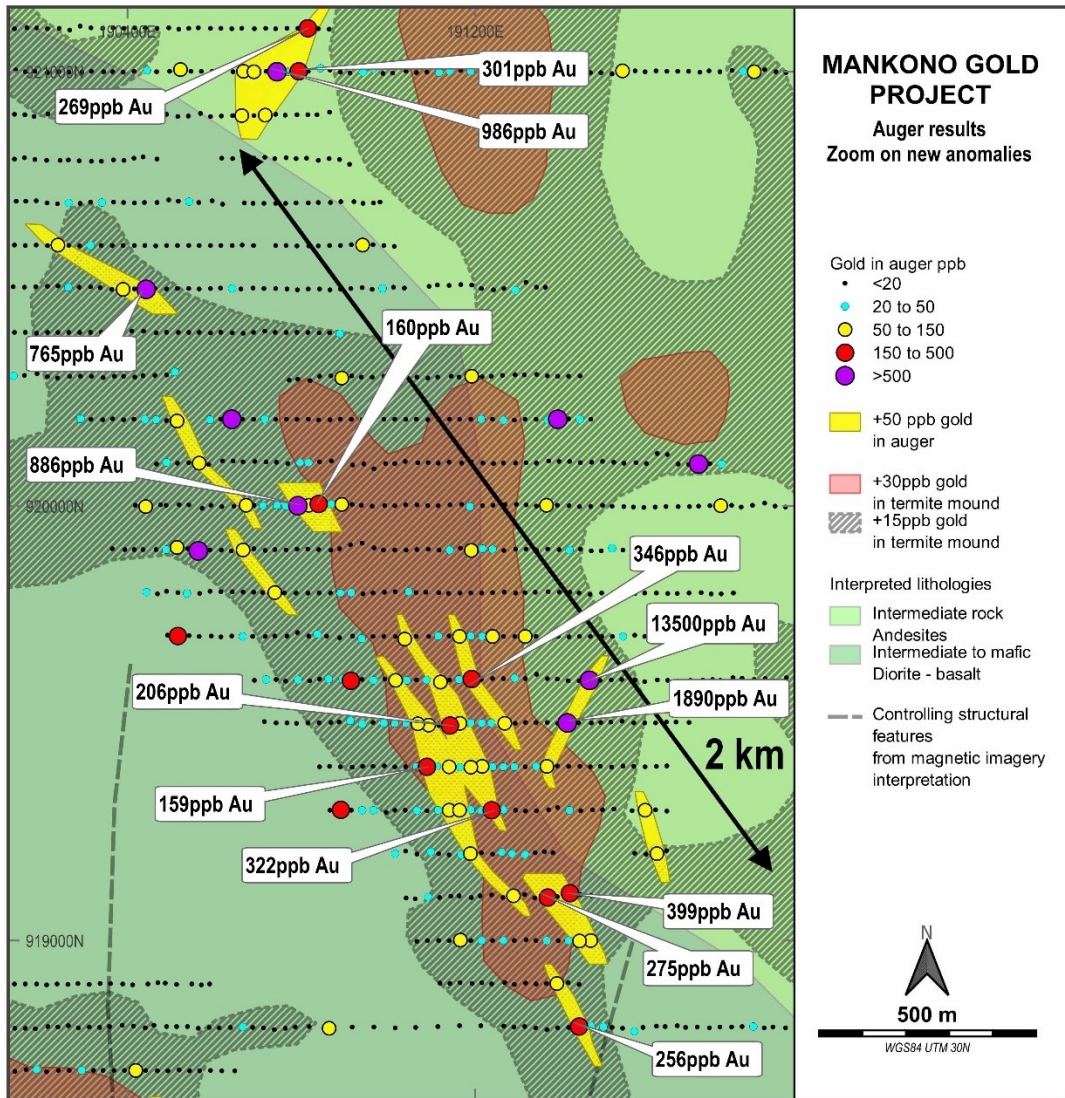 190400E
191200E
921000N
301ppb Au
269ppb Au
986ppb Au
160ppb Au
765ppb Au
886ppb Au
920000N
346ppb Au
13500ppb Au
206ppb Au
1890ppb Au
2 km
159ppb Au
322ppb Au
399ppb Au
919000N
275ppb Au
256ppb Au
MANKONO GOLD
PROJECT
Auger results
Zoom on new anomalies
Gold in auger ppb
<20
20 to 50
50 to 150
150 to 500
>500
+50 ppb gold
in auger
+30ppb gold
in termite mound
+15ppb gold
in termite mound
Interpreted lithologies
Intermediate rock
Andesites
Intermediate to mafic
Diorite - basalt
Controlling structural
features
from magnetic imagery
interpretation
N
500 m
WGS84 UTM 30N